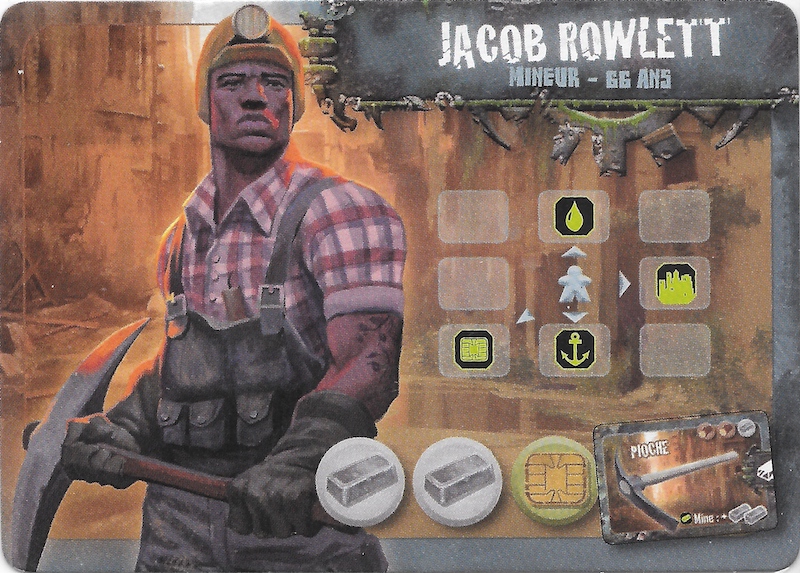 JACOB ROWLETT
MINEUR - 66 ANS
PIOCHE
Mine : +